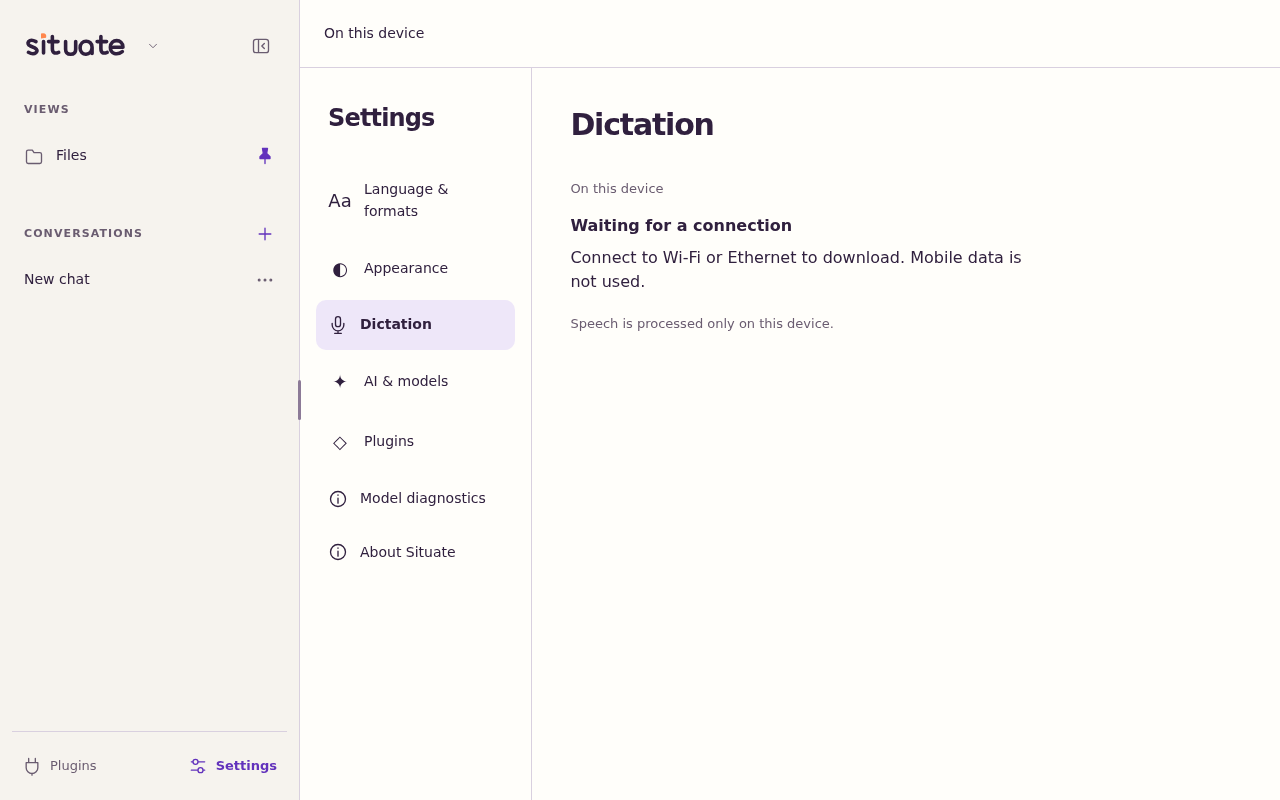 situate
VIEWS
Files
CONVERSATIONS
New chat
Plugins
Settings
On this device
Settings
Aa
Language &
formats
Appearance
Dictation
AI & models
Plugins
Model diagnostics
About Situate
Dictation
On this device
Waiting for a connection
Connect to Wi-Fi or Ethernet to download. Mobile data is
not used.
Speech is processed only on this device.